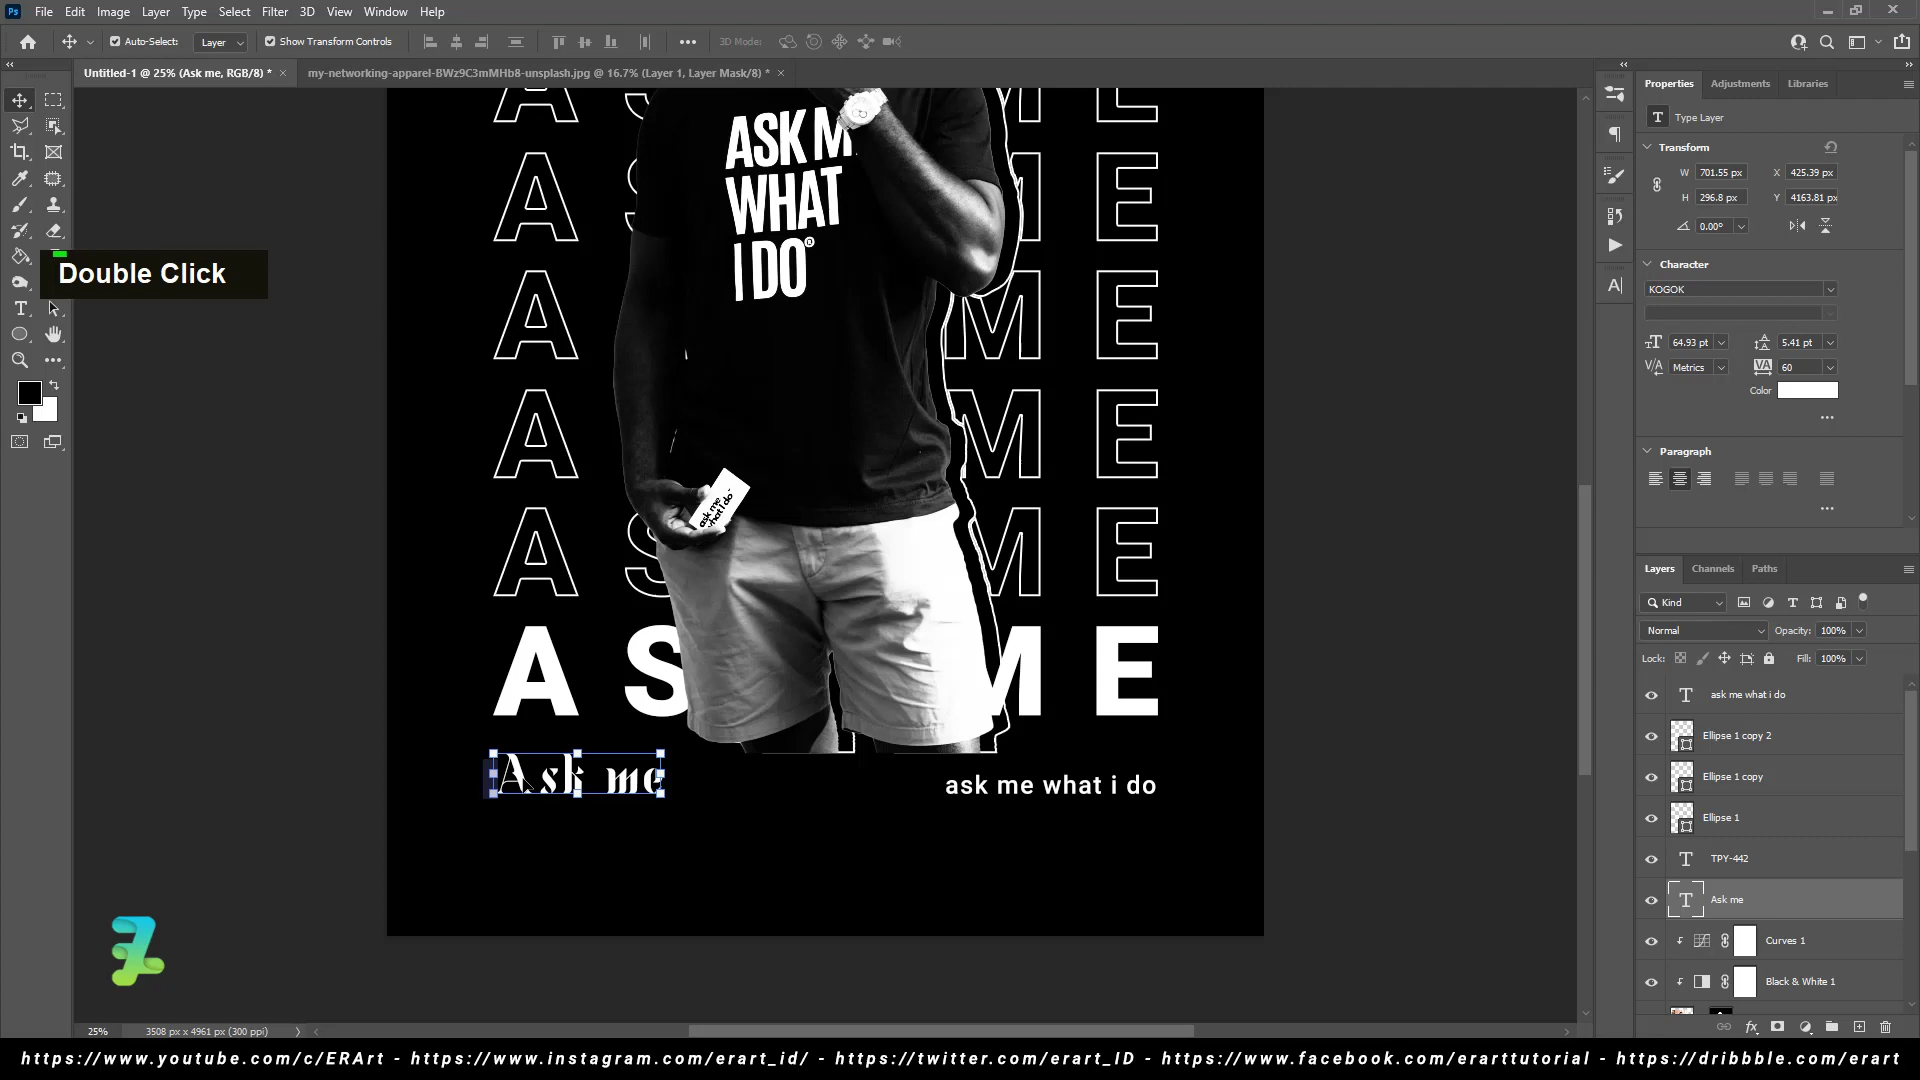 Ps File Edit Image Layer Type Select Filter 3D View Window Help
Auto-Select: Layer Show Transform Controls 3D Mode:
Untitled-1 @ 25% (Ask me, RGB/8) *
my-networking-apparel-BWz9C3mMHb8-unsplash.jpg @ 16.7% (Layer 1, Layer Mask/8) *
Double Click
ASK M
WHAT
I DO®
A S M E
A S M E
A M E
A M E
A S M E
ask me
what i do
A S M E
Ask me
ask me what i do
Properties Adjustments Libraries
Type Layer
Transform
W 701.55 px X 425.39 px
H 296.8 px Y 4163.81 px
0.00°
Character
KOGOK
64.93 pt 5.41 pt
Metrics 60
Color
Paragraph
Layers Channels Paths
Kind
Normal Opacity: 100%
Lock: Fill: 100%
ask me what i do
Ellipse 1 copy 2
Ellipse 1 copy
Ellipse 1
TPY-442
Ask me
Curves 1
Black & White 1
25% 3508 px x 4961 px (300 ppi)
https://www.youtube.com/c/ERArt - https://www.instagram.com/erart_id/ - https://twitter.com/erart_ID - https://www.facebook.com/erarttutorial - https://dribbble.com/erart